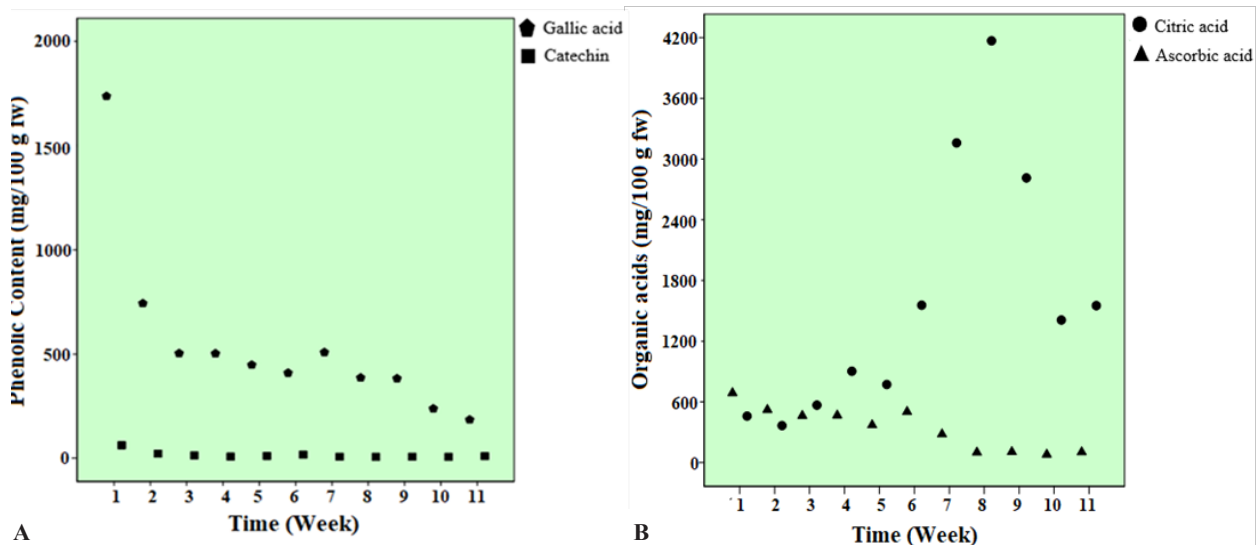 Gallic acid
Catechin
Phenolic Content (mg/100 g fw)
2000
1500
1000
500
0
1 2 3 4 5 6 7 8 9 10 11
Time (Week)
A
Citric acid
Ascorbic acid
Organic acids (mg/100 g fw)
4200
3600
3000
2400
1800
1200
600
0
1 2 3 4 5 6 7 8 9 10 11
Time (Week)
B